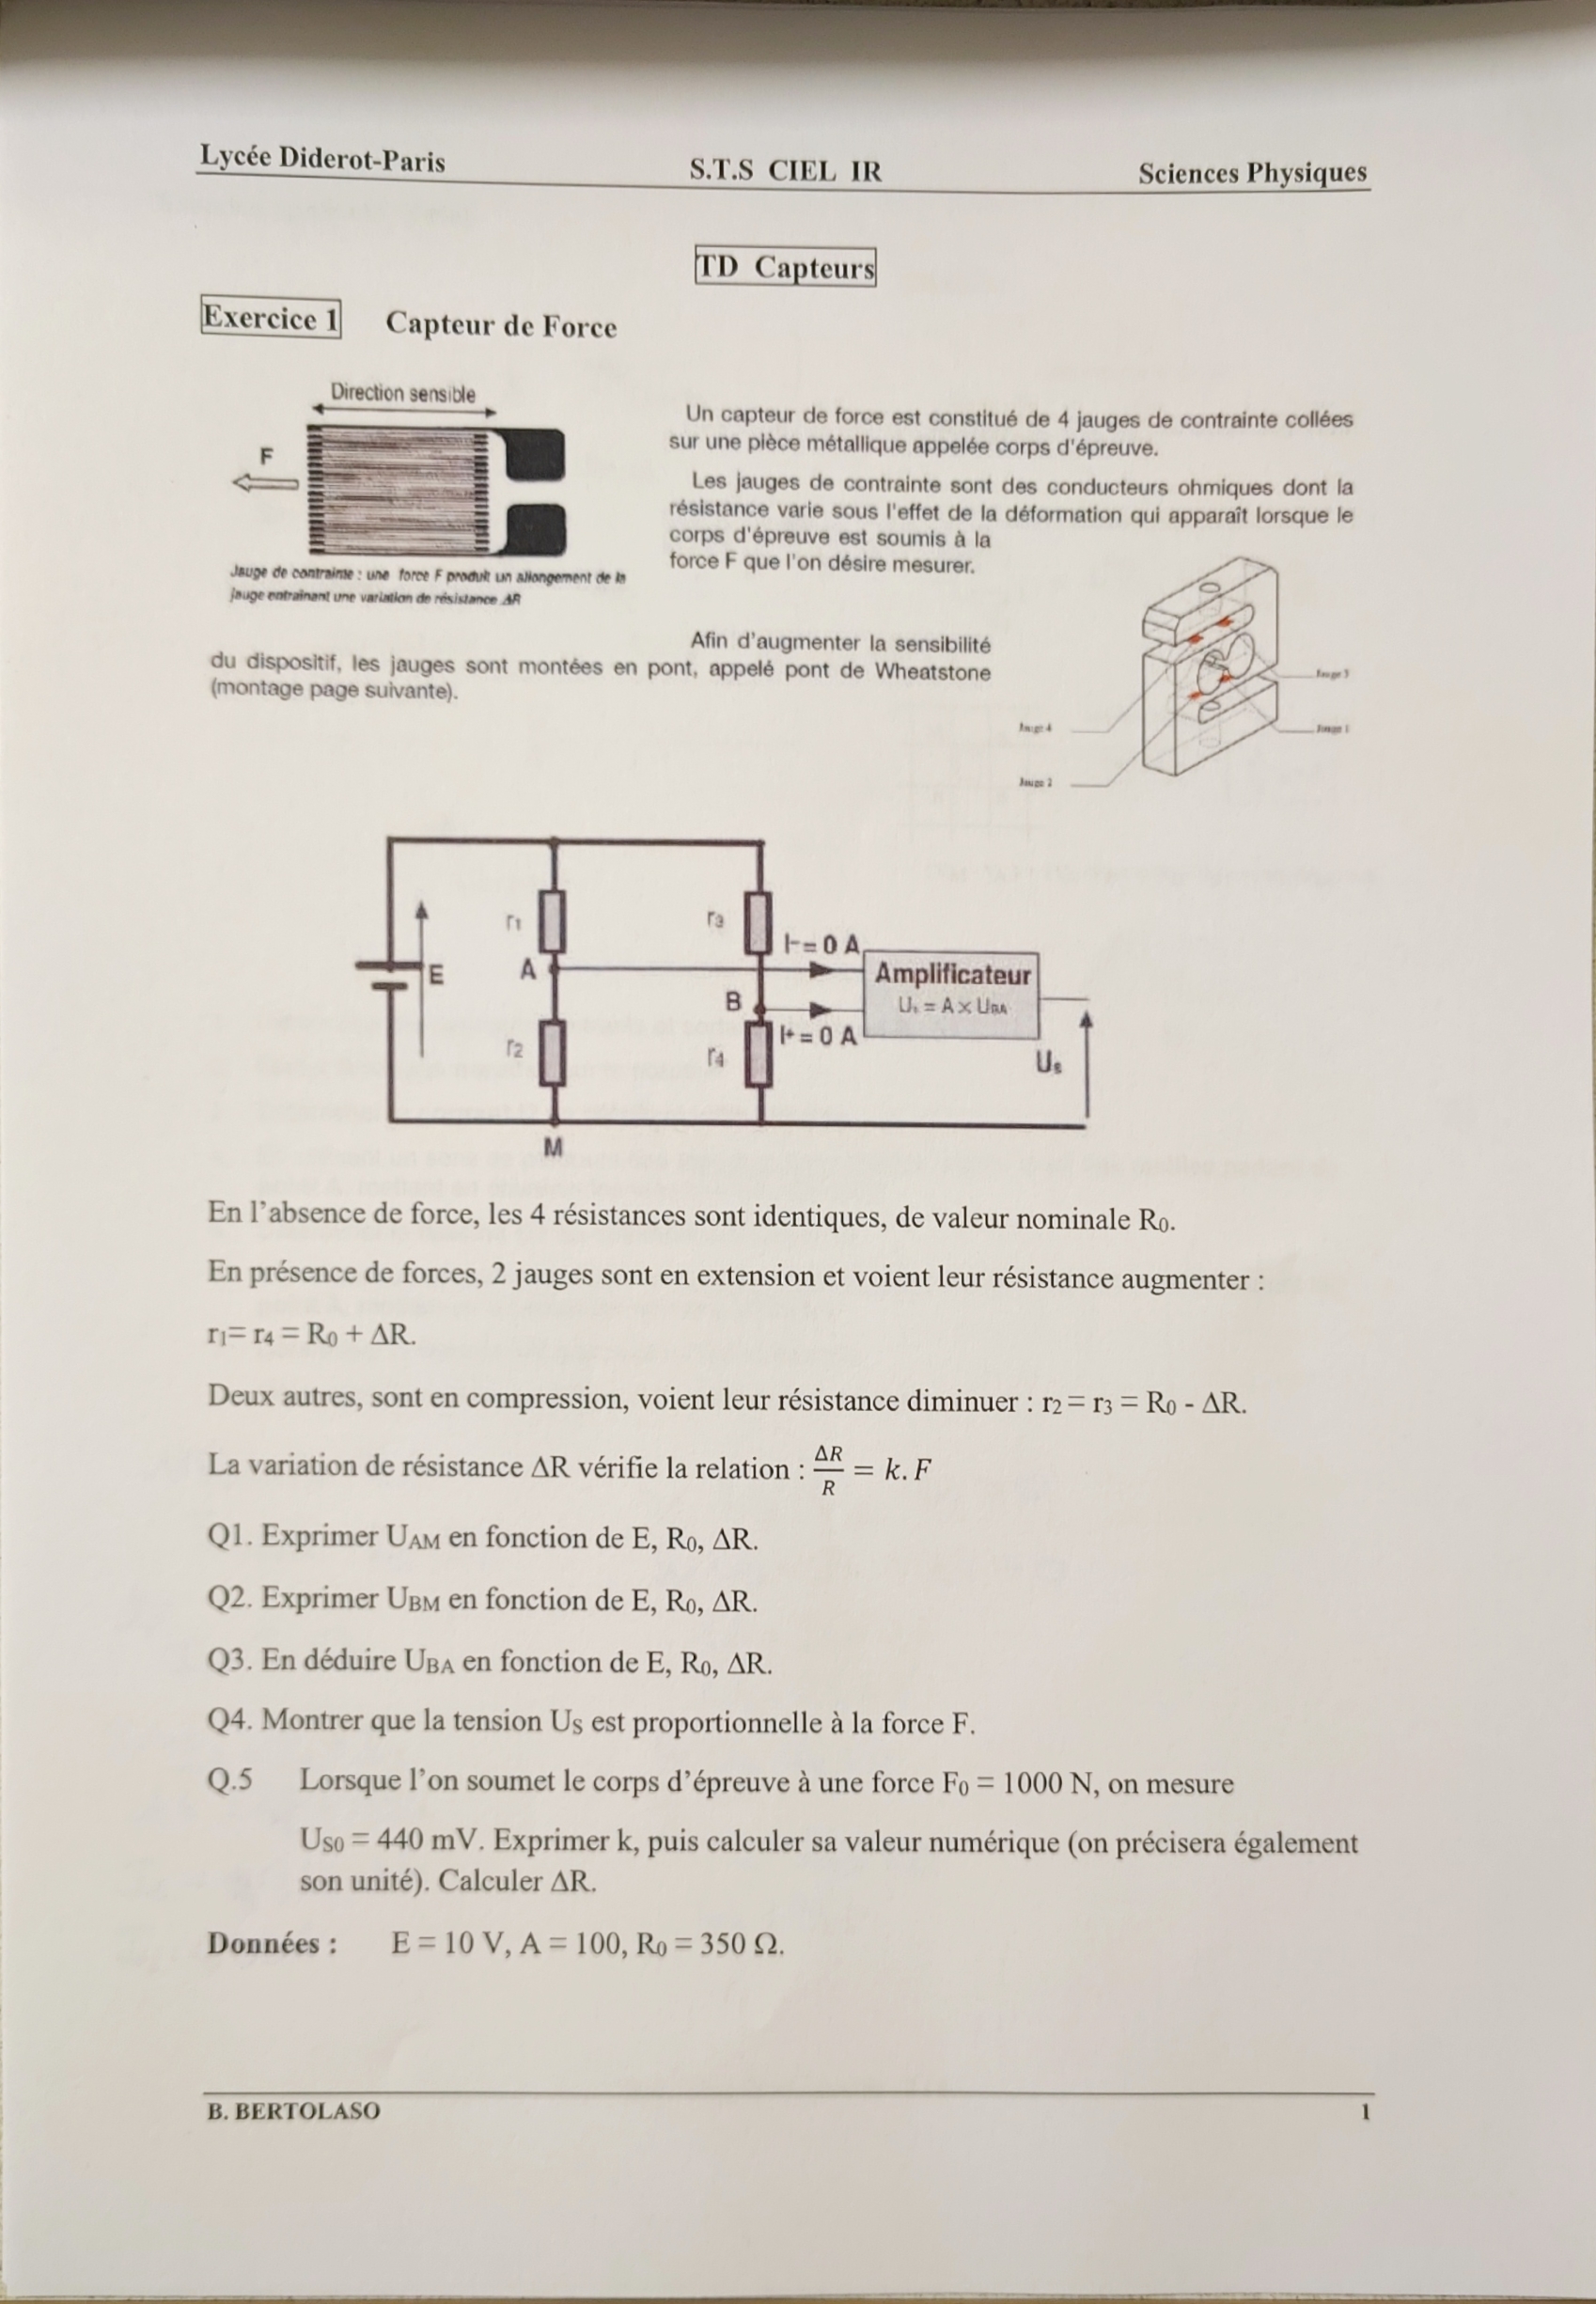 Lycée Diderot-Paris S.T.S CIEL IR Sciences Physiques
TD Capteurs
Exercice 1 Capteur de Force
Direction sensible
F
Jauge de contrainte : une force F produit un allongement de la
jauge entraînant une variation de résistance ΔR
Un capteur de force est constitué de 4 jauges de contrainte collées
sur une pièce métallique appelée corps d'épreuve.
Les jauges de contrainte sont des conducteurs ohmiques dont la
résistance varie sous l'effet de la déformation qui apparaît lorsque le
corps d'épreuve est soumis à la
force F que l'on désire mesurer.
Afin d'augmenter la sensibilité
du dispositif, les jauges sont montées en pont, appelé pont de Wheatstone
(montage page suivante).
Jauge 3
Jauge 4
Jauge 1
Jauge 2
r1
r3
I-= 0 A
E
A
Amplificateur
B
Us = A × UBA
I+ = 0 A
r2
r4
Us
M
En l'absence de force, les 4 résistances sont identiques, de valeur nominale R0.
En présence de forces, 2 jauges sont en extension et voient leur résistance augmenter :
r1= r4 = R0 + ΔR.
Deux autres, sont en compression, voient leur résistance diminuer : r2 = r3 = R0 - ΔR.
La variation de résistance ΔR vérifie la relation : ΔR/R = k. F
Q1. Exprimer UAM en fonction de E, R0, ΔR.
Q2. Exprimer UBM en fonction de E, R0, ΔR.
Q3. En déduire UBA en fonction de E, R0, ΔR.
Q4. Montrer que la tension US est proportionnelle à la force F.
Q.5 Lorsque l'on soumet le corps d'épreuve à une force F0 = 1000 N, on mesure
US0 = 440 mV. Exprimer k, puis calculer sa valeur numérique (on précisera également
son unité). Calculer ΔR.
Données : E = 10 V, A = 100, R0 = 350 Ω.
B. BERTOLASO 1